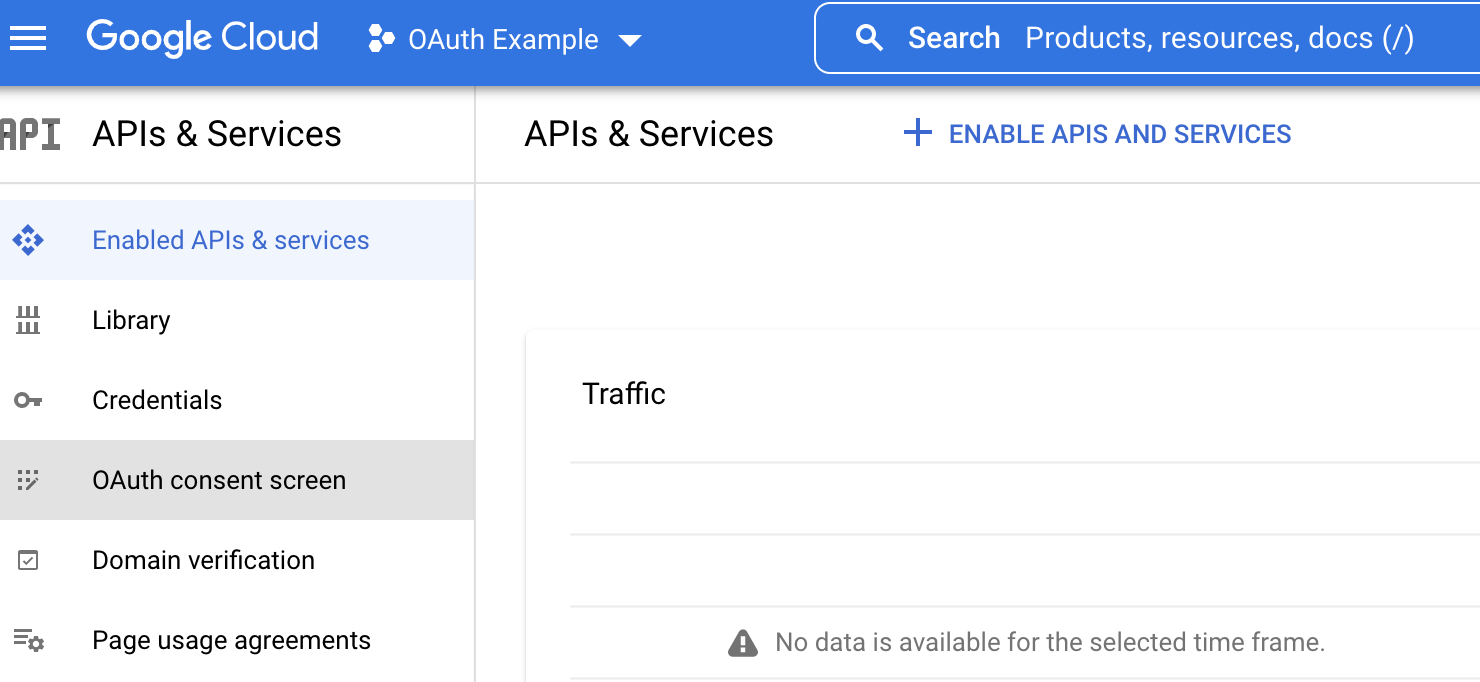 Google Cloud OAuth Example Search Products, resources, docs (/)
API APIs & Services
Enabled APIs & services
Library
Credentials
OAuth consent screen
Domain verification
Page usage agreements
APIs & Services ENABLE APIS AND SERVICES
Traffic
No data is available for the selected time frame.